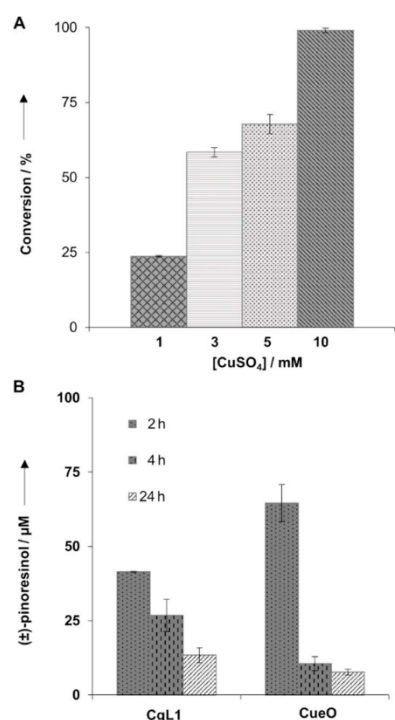 A
100
75
50
25
0
Conversion / %
1 3 5 10
[CuSO₄] / mM
B
100
75
50
25
0
(±)-pinoresinol / µM
2 h
4 h
24 h
CgL1 CueO